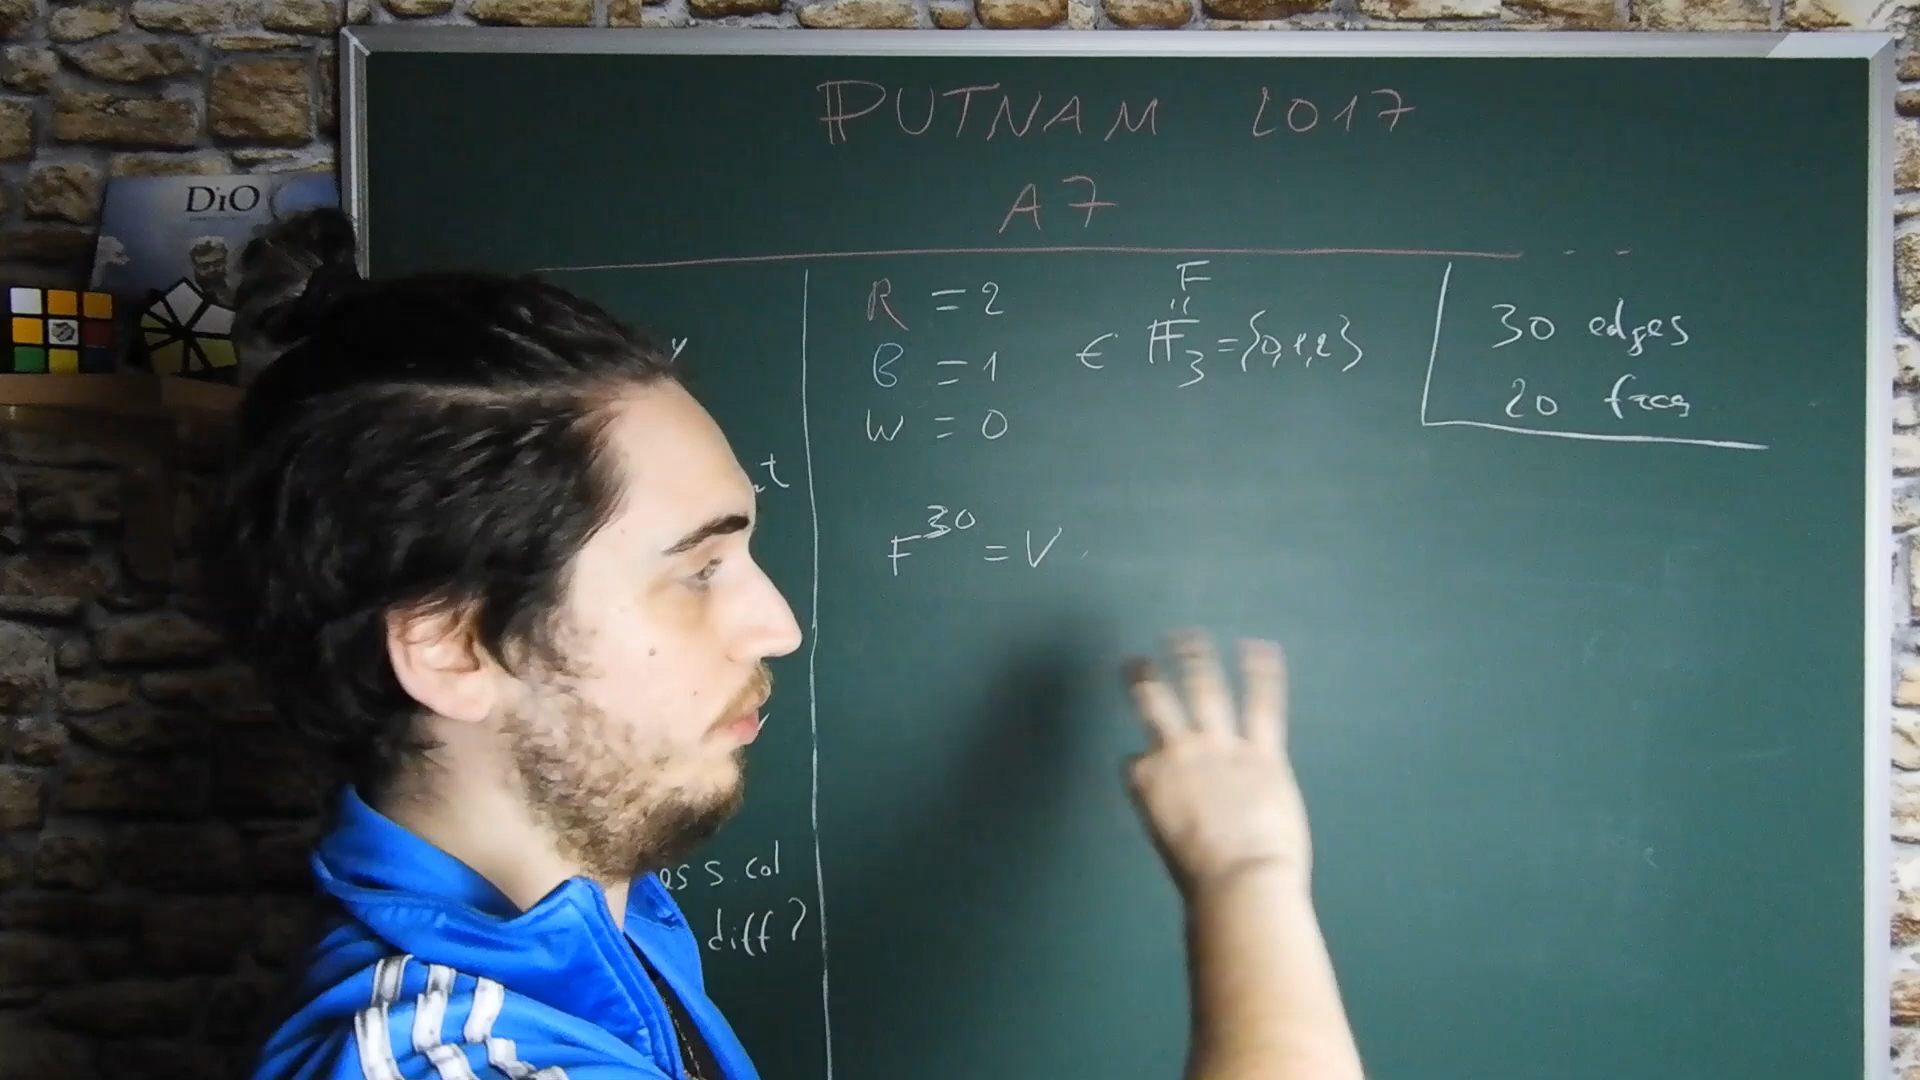 PUTNAM 2017
A7
DiO
y
t
es s. col
diff?
R = 2
B = 1
W = 0
∈ 𝔽₃ = {0,1,2}
F
=
F³⁰ = V
30 edges
20 faces